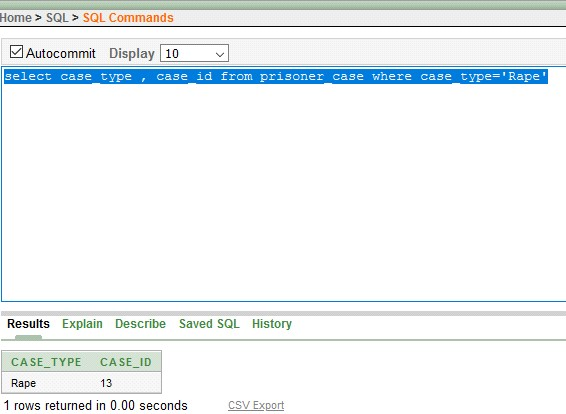 Home > SQL > SQL Commands
Autocommit Display 10
select case_type , case_id from prisoner_case where case_type='Rape'
Results Explain Describe Saved SQL History
CASE_TYPE CASE_ID
Rape 13
1 rows returned in 0.00 seconds CSV Export